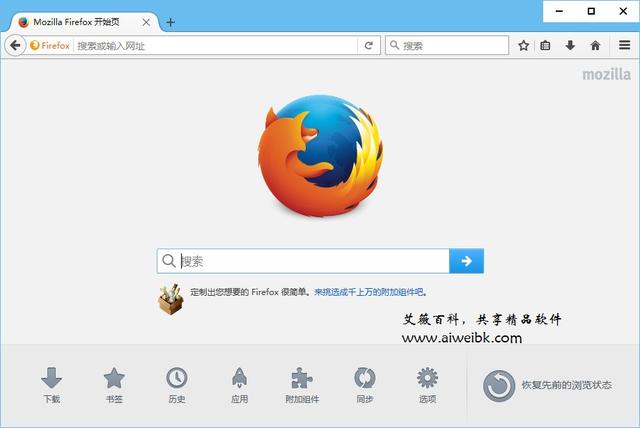 Mozilla Firefox 开始页
Firefox 搜索或输入网址
搜索
mozilla
搜索
定制出您想要的 Firefox 很简单。来挑选成千上万的附加组件吧。
艾薇百科，共享精品软件
www.aiweibk.com
下载 书签 历史 应用 附加组件 同步 选项 恢复先前的浏览状态